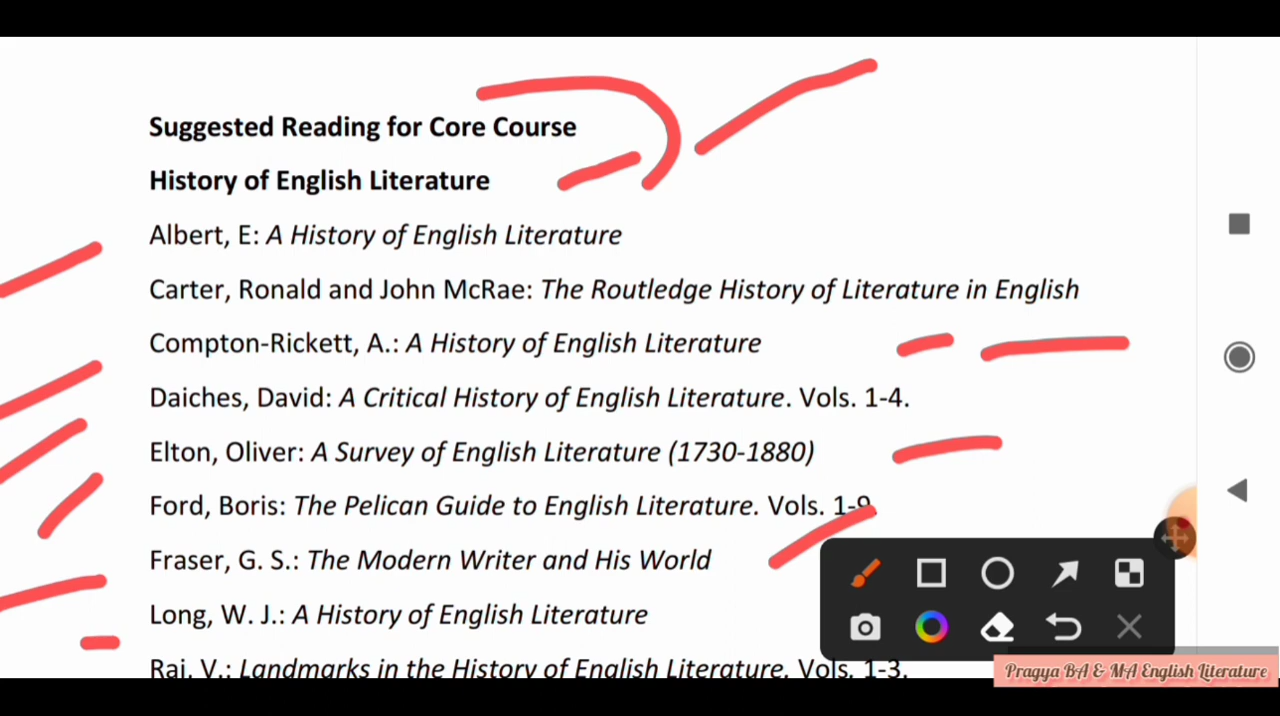 Suggested Reading for Core Course
History of English Literature
Albert, E: A History of English Literature
Carter, Ronald and John McRae: The Routledge History of Literature in English
Compton-Rickett, A.: A History of English Literature
Daiches, David: A Critical History of English Literature. Vols. 1-4.
Elton, Oliver: A Survey of English Literature (1730-1880)
Ford, Boris: The Pelican Guide to English Literature. Vols. 1-9.
Fraser, G. S.: The Modern Writer and His World
Long, W. J.: A History of English Literature
Rai, V.: Landmarks in the History of English Literature. Vols. 1-3.
Pragya BA & MA English Literature